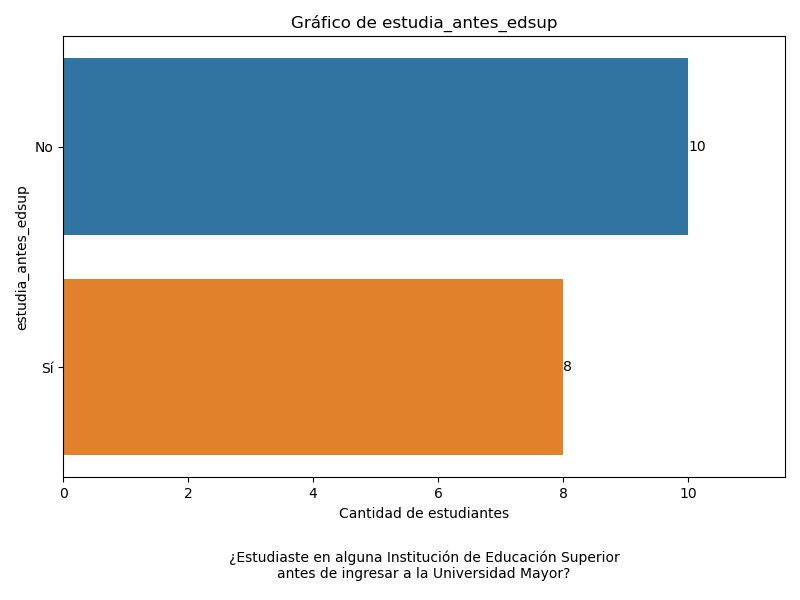 Gráfico de estudia_antes_edsup
estudia_antes_edsup
No
10
Sí
8
0 2 4 6 8 10
Cantidad de estudiantes
¿Estudiaste en alguna Institución de Educación Superior
antes de ingresar a la Universidad Mayor?